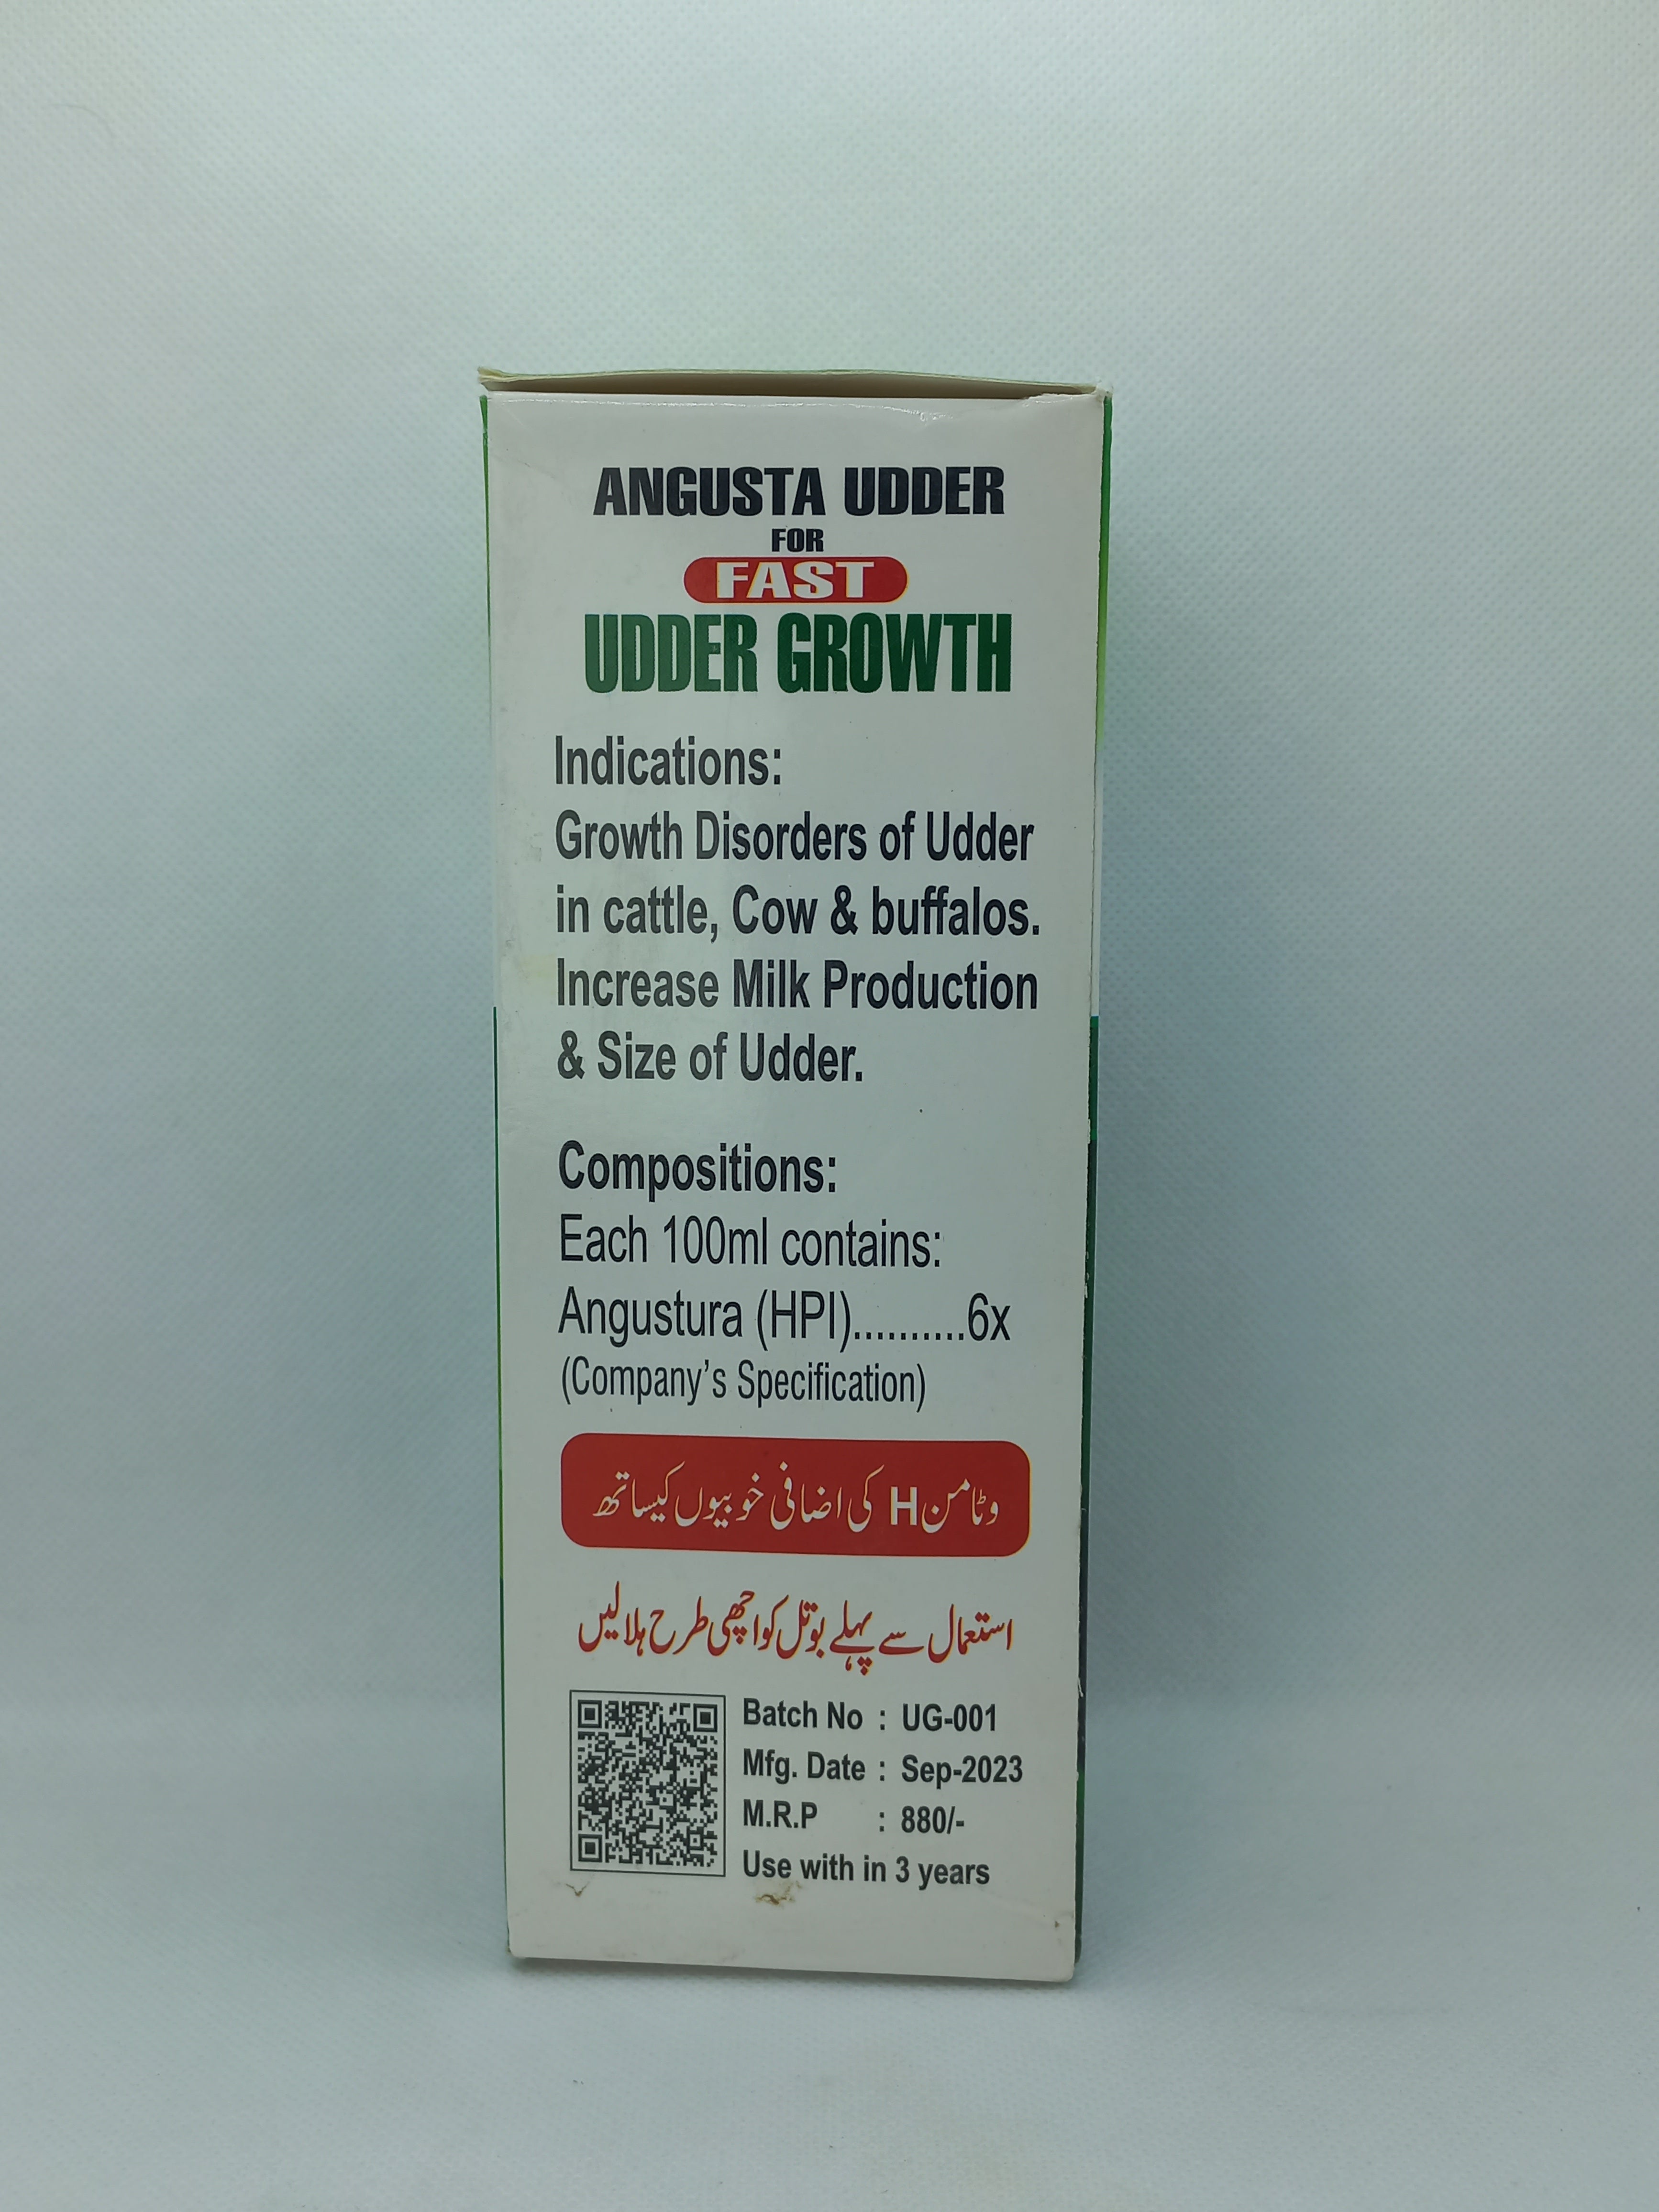 ANGUSTA UDDER
FOR
FAST
UDDER GROWTH
Indications:
Growth Disorders of Udder
in cattle, Cow & buffalos.
Increase Milk Production
& Size of Udder.
Compositions:
Each 100ml contains:
Angustura (HPI)..........6x
(Company's Specification)
وٹامن H کی اضافی خوبیوں کیساتھ
استعمال سے پہلے بوتل کو اچھی طرح ہلا لیں
Batch No : UG-001
Mfg. Date : Sep-2023
M.R.P : 880/-
Use with in 3 years